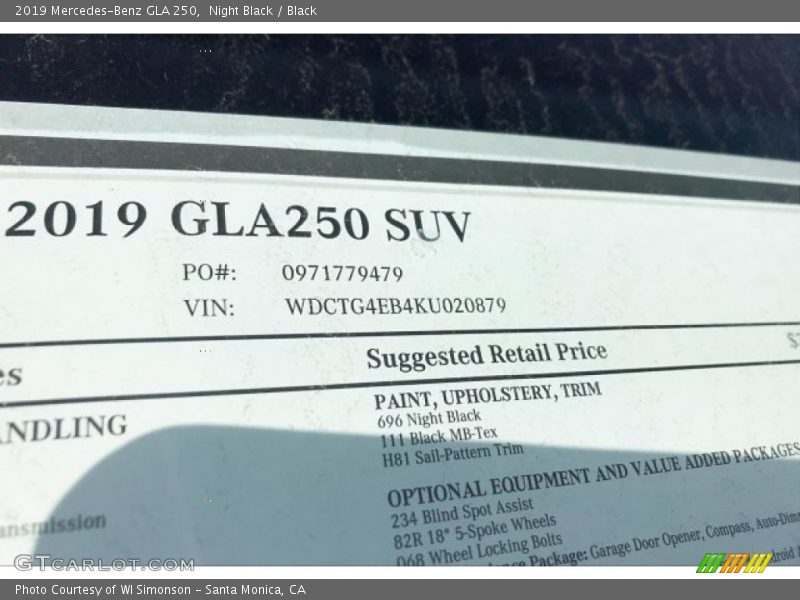 2019 Mercedes-Benz GLA 250,  Night Black / Black
2019 GLA250 SUV
PO#: 0971779479
VIN: WDCTG4EB4KU020879
Suggested Retail Price
PAINT, UPHOLSTERY, TRIM
696 Night Black
111 Black MB-Tex
H81 Sail-Pattern Trim
ANDLING
OPTIONAL EQUIPMENT AND VALUE ADDED PACKAGES
234 Blind Spot Assist
82R 18" 5-Spoke Wheels
068 Wheel Locking Bolts
Package: Garage Door Opener, Compass, Auto-Dimm
ansmission
GTCARLOT.COM
Photo Courtesy of WI Simonson - Santa Monica, CA